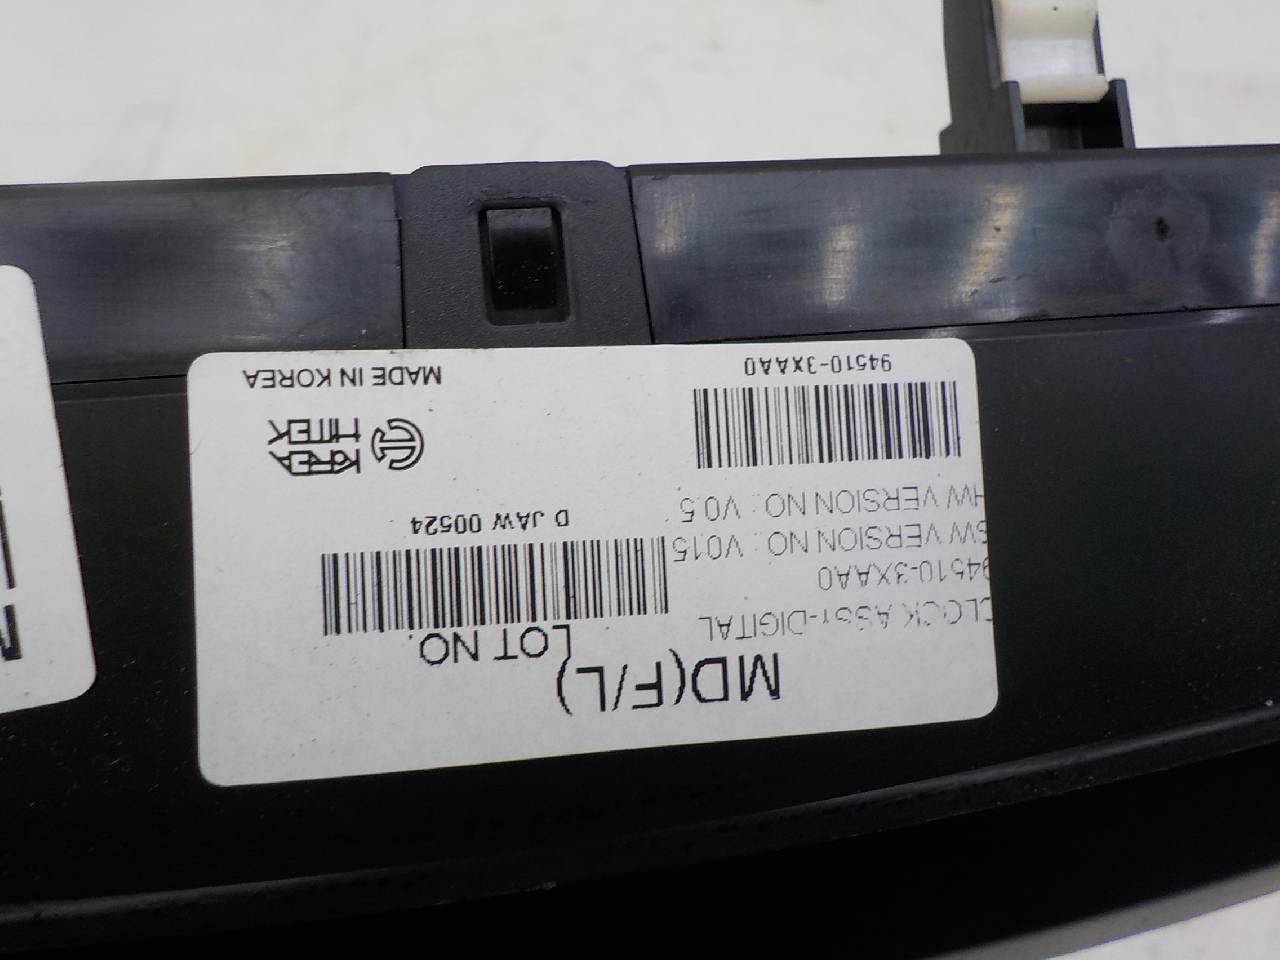 MD(F/L)
CLOCK ASSY-DIGITAL
94510-3XAA0
SW VERSION NO : V015
HW VERSION NO : V0.5
94510-3XAA0
LOT NO.
D JAW 00524
KOREA
HITEK
MADE IN KOREA